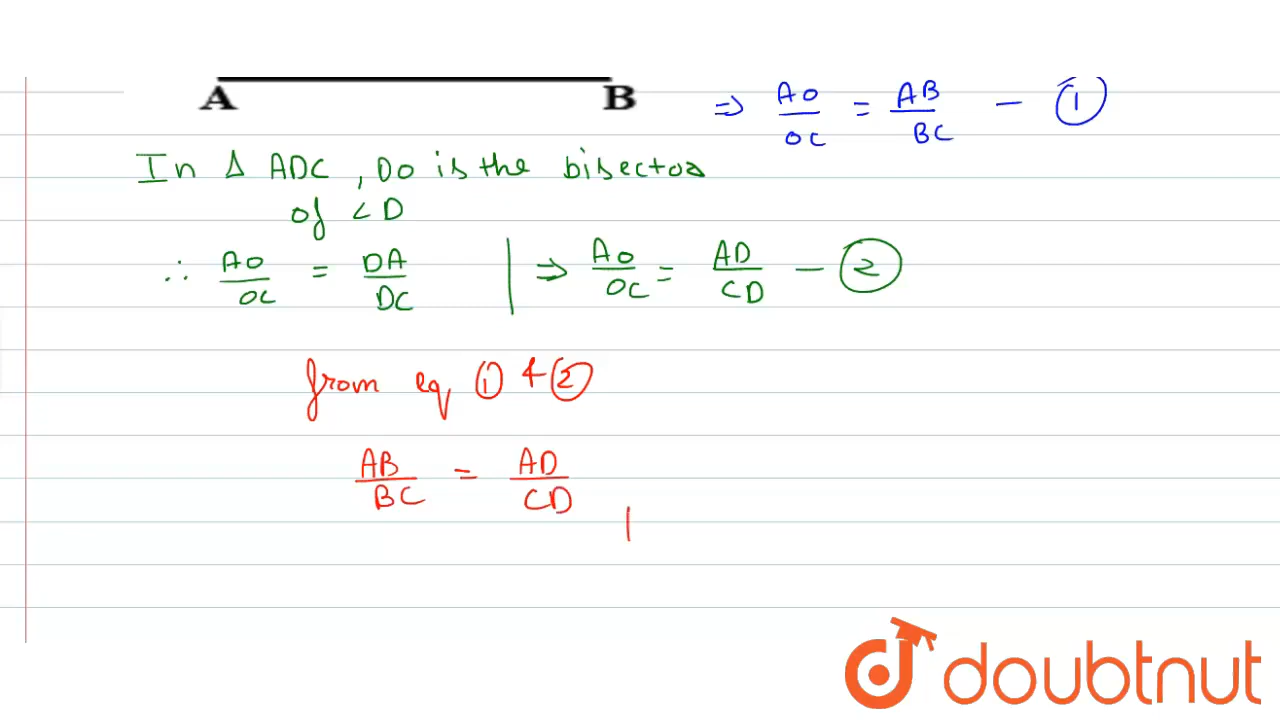 A B
⇒ AO/OC = AB/BC — ①
In Δ ADC, DO is the bisector
of ∠D
∴ AO/OC = DA/DC | ⇒ AO/OC = AD/CD — ②
from eq ① & ②
AB/BC = AD/CD
doubtnut